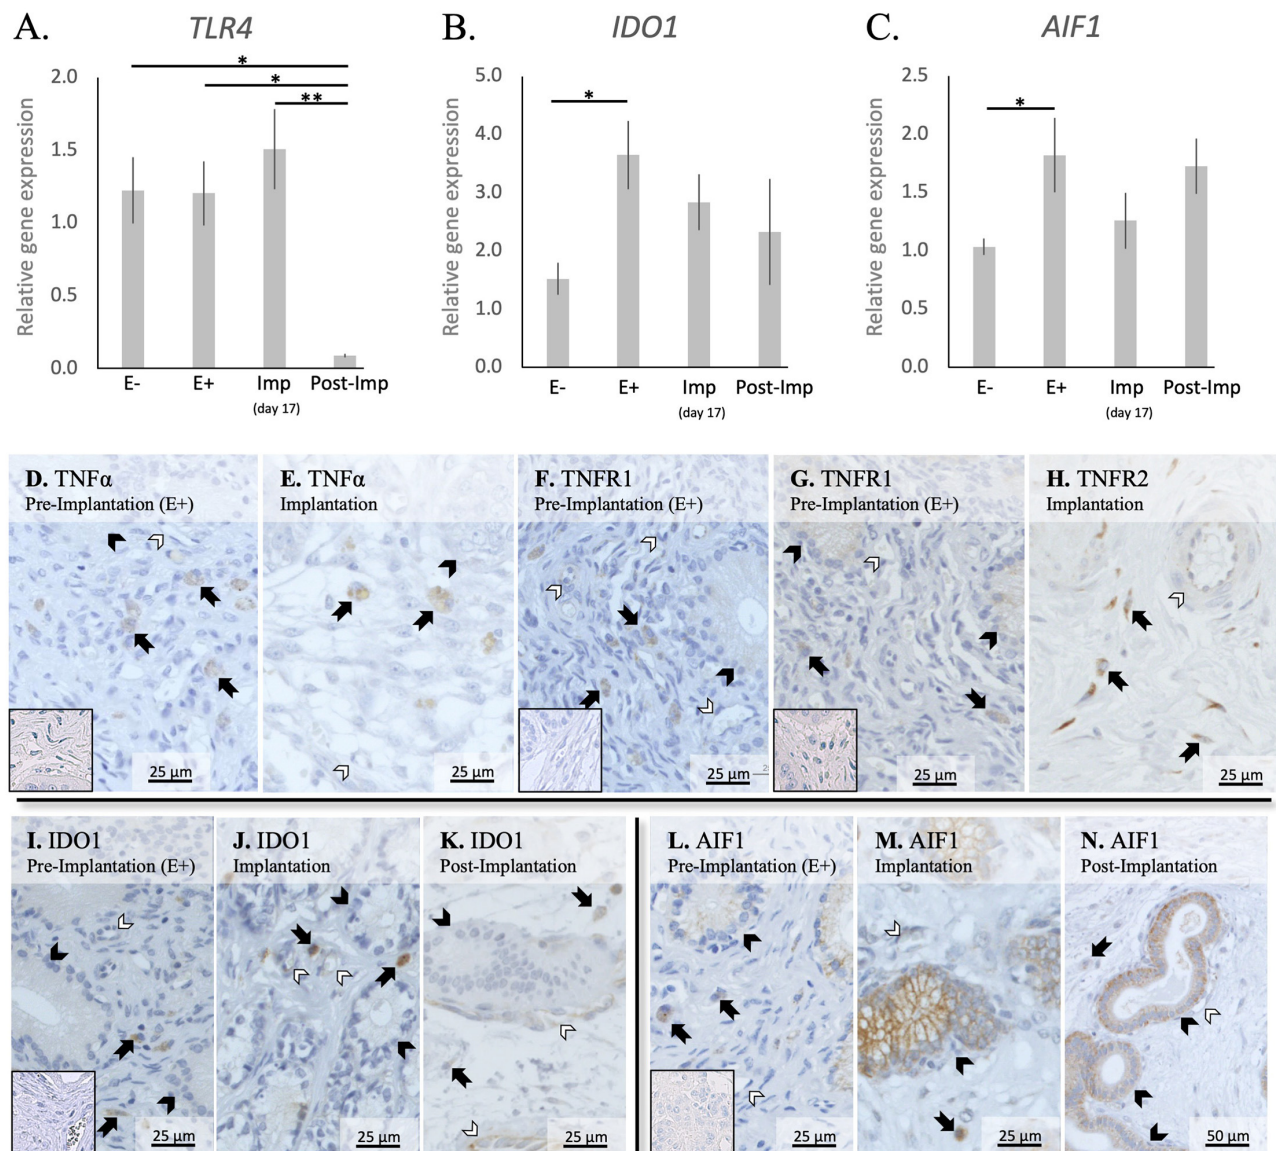 A. TLR4
B. IDO1
C. AIF1
Relative gene expression
2.0
1.5
1.0
0.5
0.0
*
*
**
E- E+ Imp Post-Imp
(day 17)
Relative gene expression
5.0
4.0
3.0
2.0
1.0
0.0
*
E- E+ Imp Post-Imp
(day 17)
Relative gene expression
2.5
2.0
1.5
1.0
0.5
0.0
*
E- E+ Imp Post-Imp
(day 17)
D. TNFα
Pre-Implantation (E+)
25 µm
E. TNFα
Implantation
25 µm
F. TNFR1
Pre-Implantation (E+)
25 µm
G. TNFR1
Pre-Implantation (E+)
25 µm
H. TNFR2
Implantation
25 µm
I. IDO1
Pre-Implantation (E+)
25 µm
J. IDO1
Implantation
25 µm
K. IDO1
Post-Implantation
25 µm
L. AIF1
Pre-Implantation (E+)
25 µm
M. AIF1
Implantation
25 µm
N. AIF1
Post-Implantation
50 µm